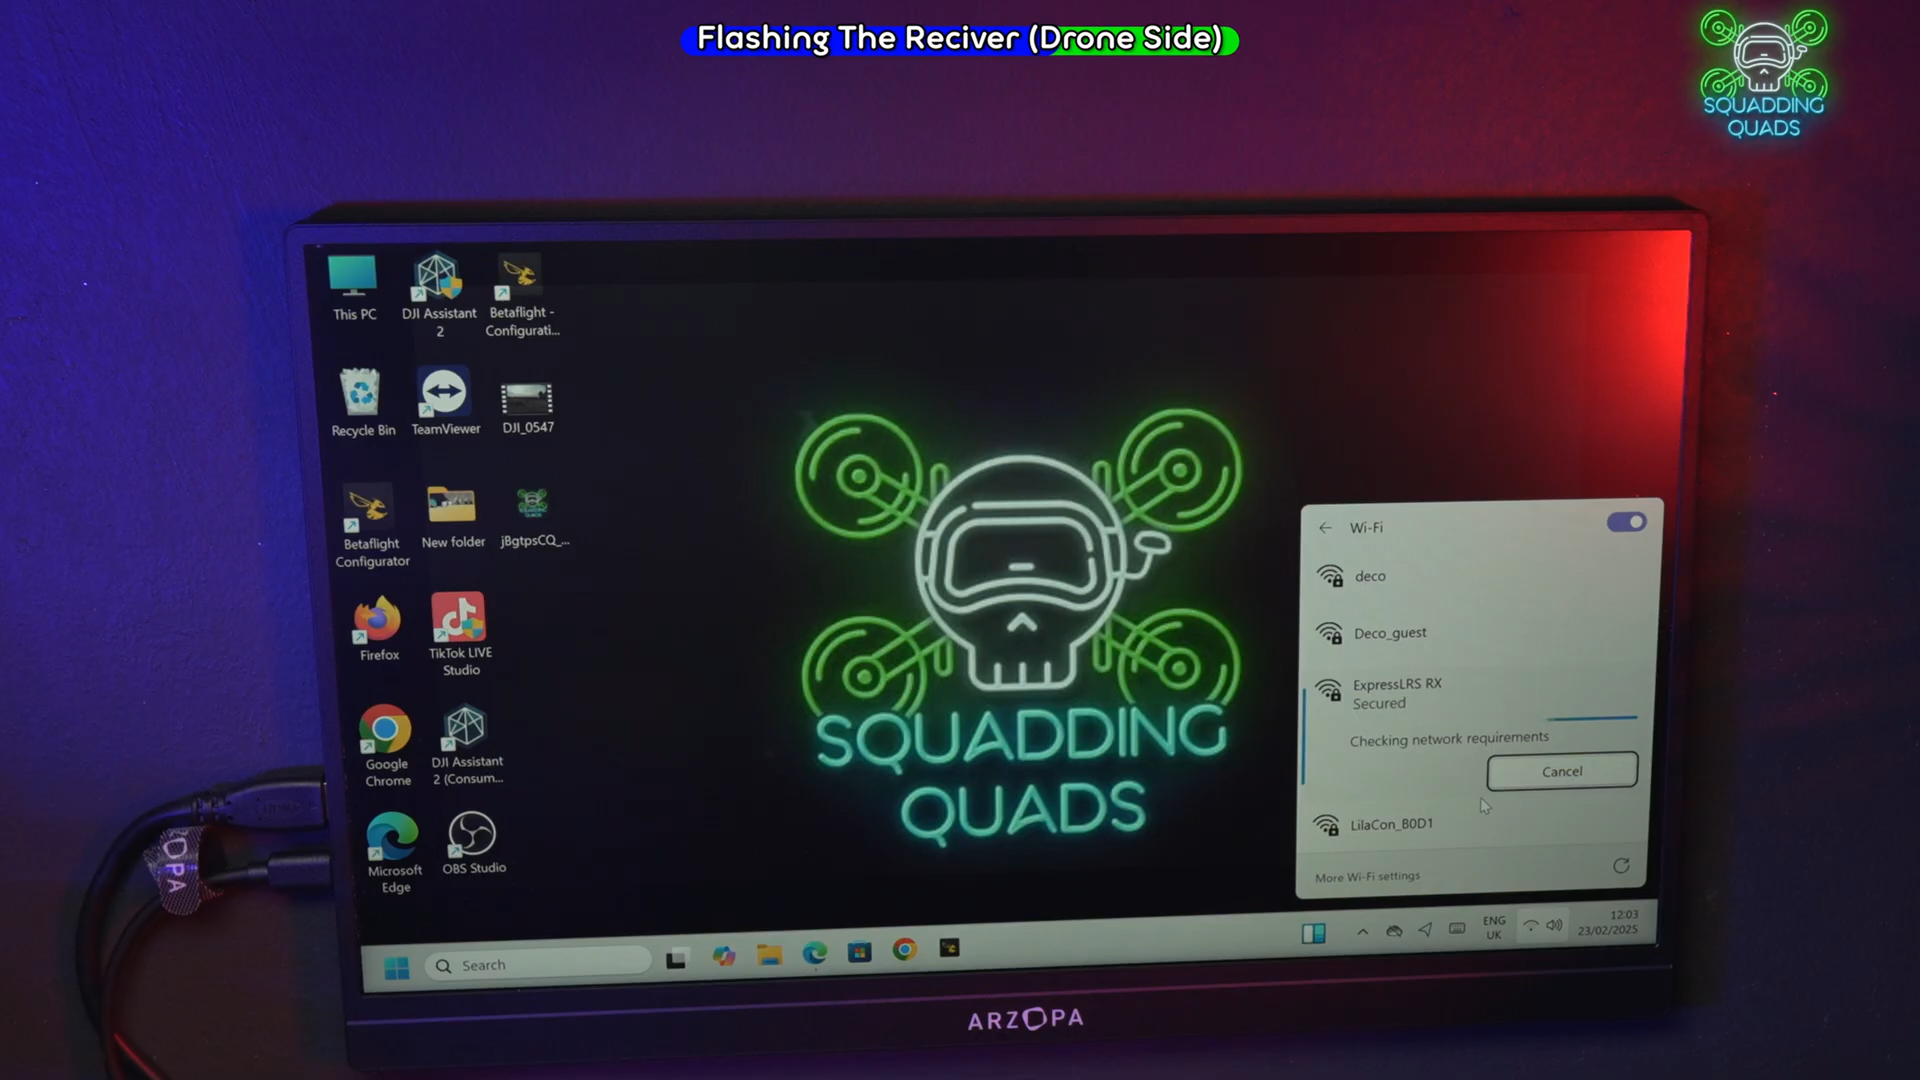 Flashing The Reciver (Drone Side)
SQUADDING
QUADS
This PC
DJI Assistant
2
Betaflight -
Configurati...
Recycle Bin
TeamViewer
DJI_0547
Betaflight
Configurator
New folder
jBgtpsCQ_...
Firefox
TikTok LIVE
Studio
Google
Chrome
DJI Assistant
2 (Consum...
Microsoft
Edge
OBS Studio
SQUADDING
QUADS
Wi-Fi
deco
Deco_guest
ExpressLRS RX
Secured
Checking network requirements
Cancel
LilaCon_B0D1
More Wi-Fi settings
Search
ENG
UK
12:03
23/02/2025
ARZOPA